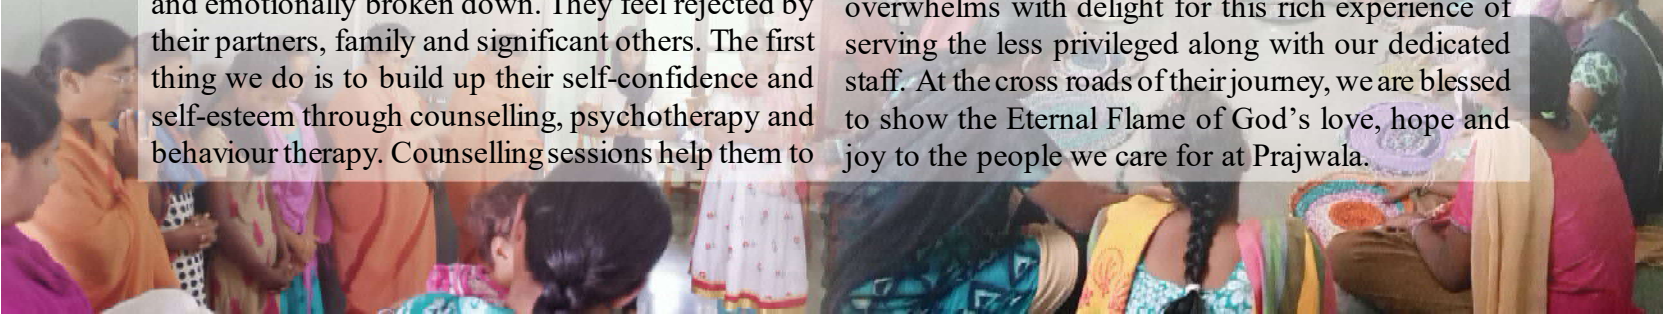 and emotionally broken down. They feel rejected by
their partners, family and significant others. The first
thing we do is to build up their self-confidence and
self-esteem through counselling, psychotherapy and
behaviour therapy. Counselling sessions help them to
overwhelms with delight for this rich experience of
serving the less privileged along with our dedicated
staff. At the cross roads of their journey, we are blessed
to show the Eternal Flame of God’s love, hope and
joy to the people we care for at Prajwala.